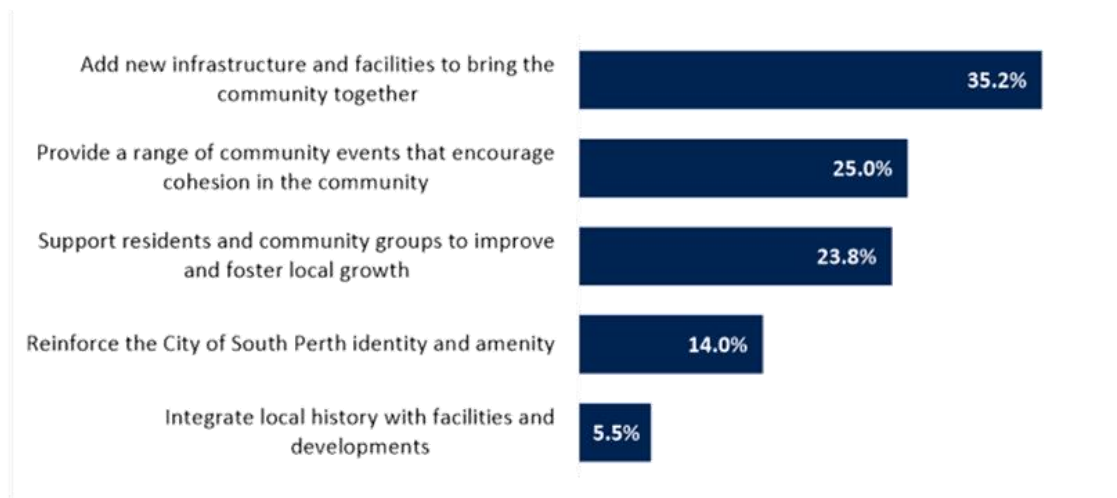 Add new infrastructure and facilities to bring the
community together
35.2%
Provide a range of community events that encourage
cohesion in the community
25.0%
Support residents and community groups to improve
and foster local growth
23.8%
Reinforce the City of South Perth identity and amenity
14.0%
Integrate local history with facilities and
developments
5.5%